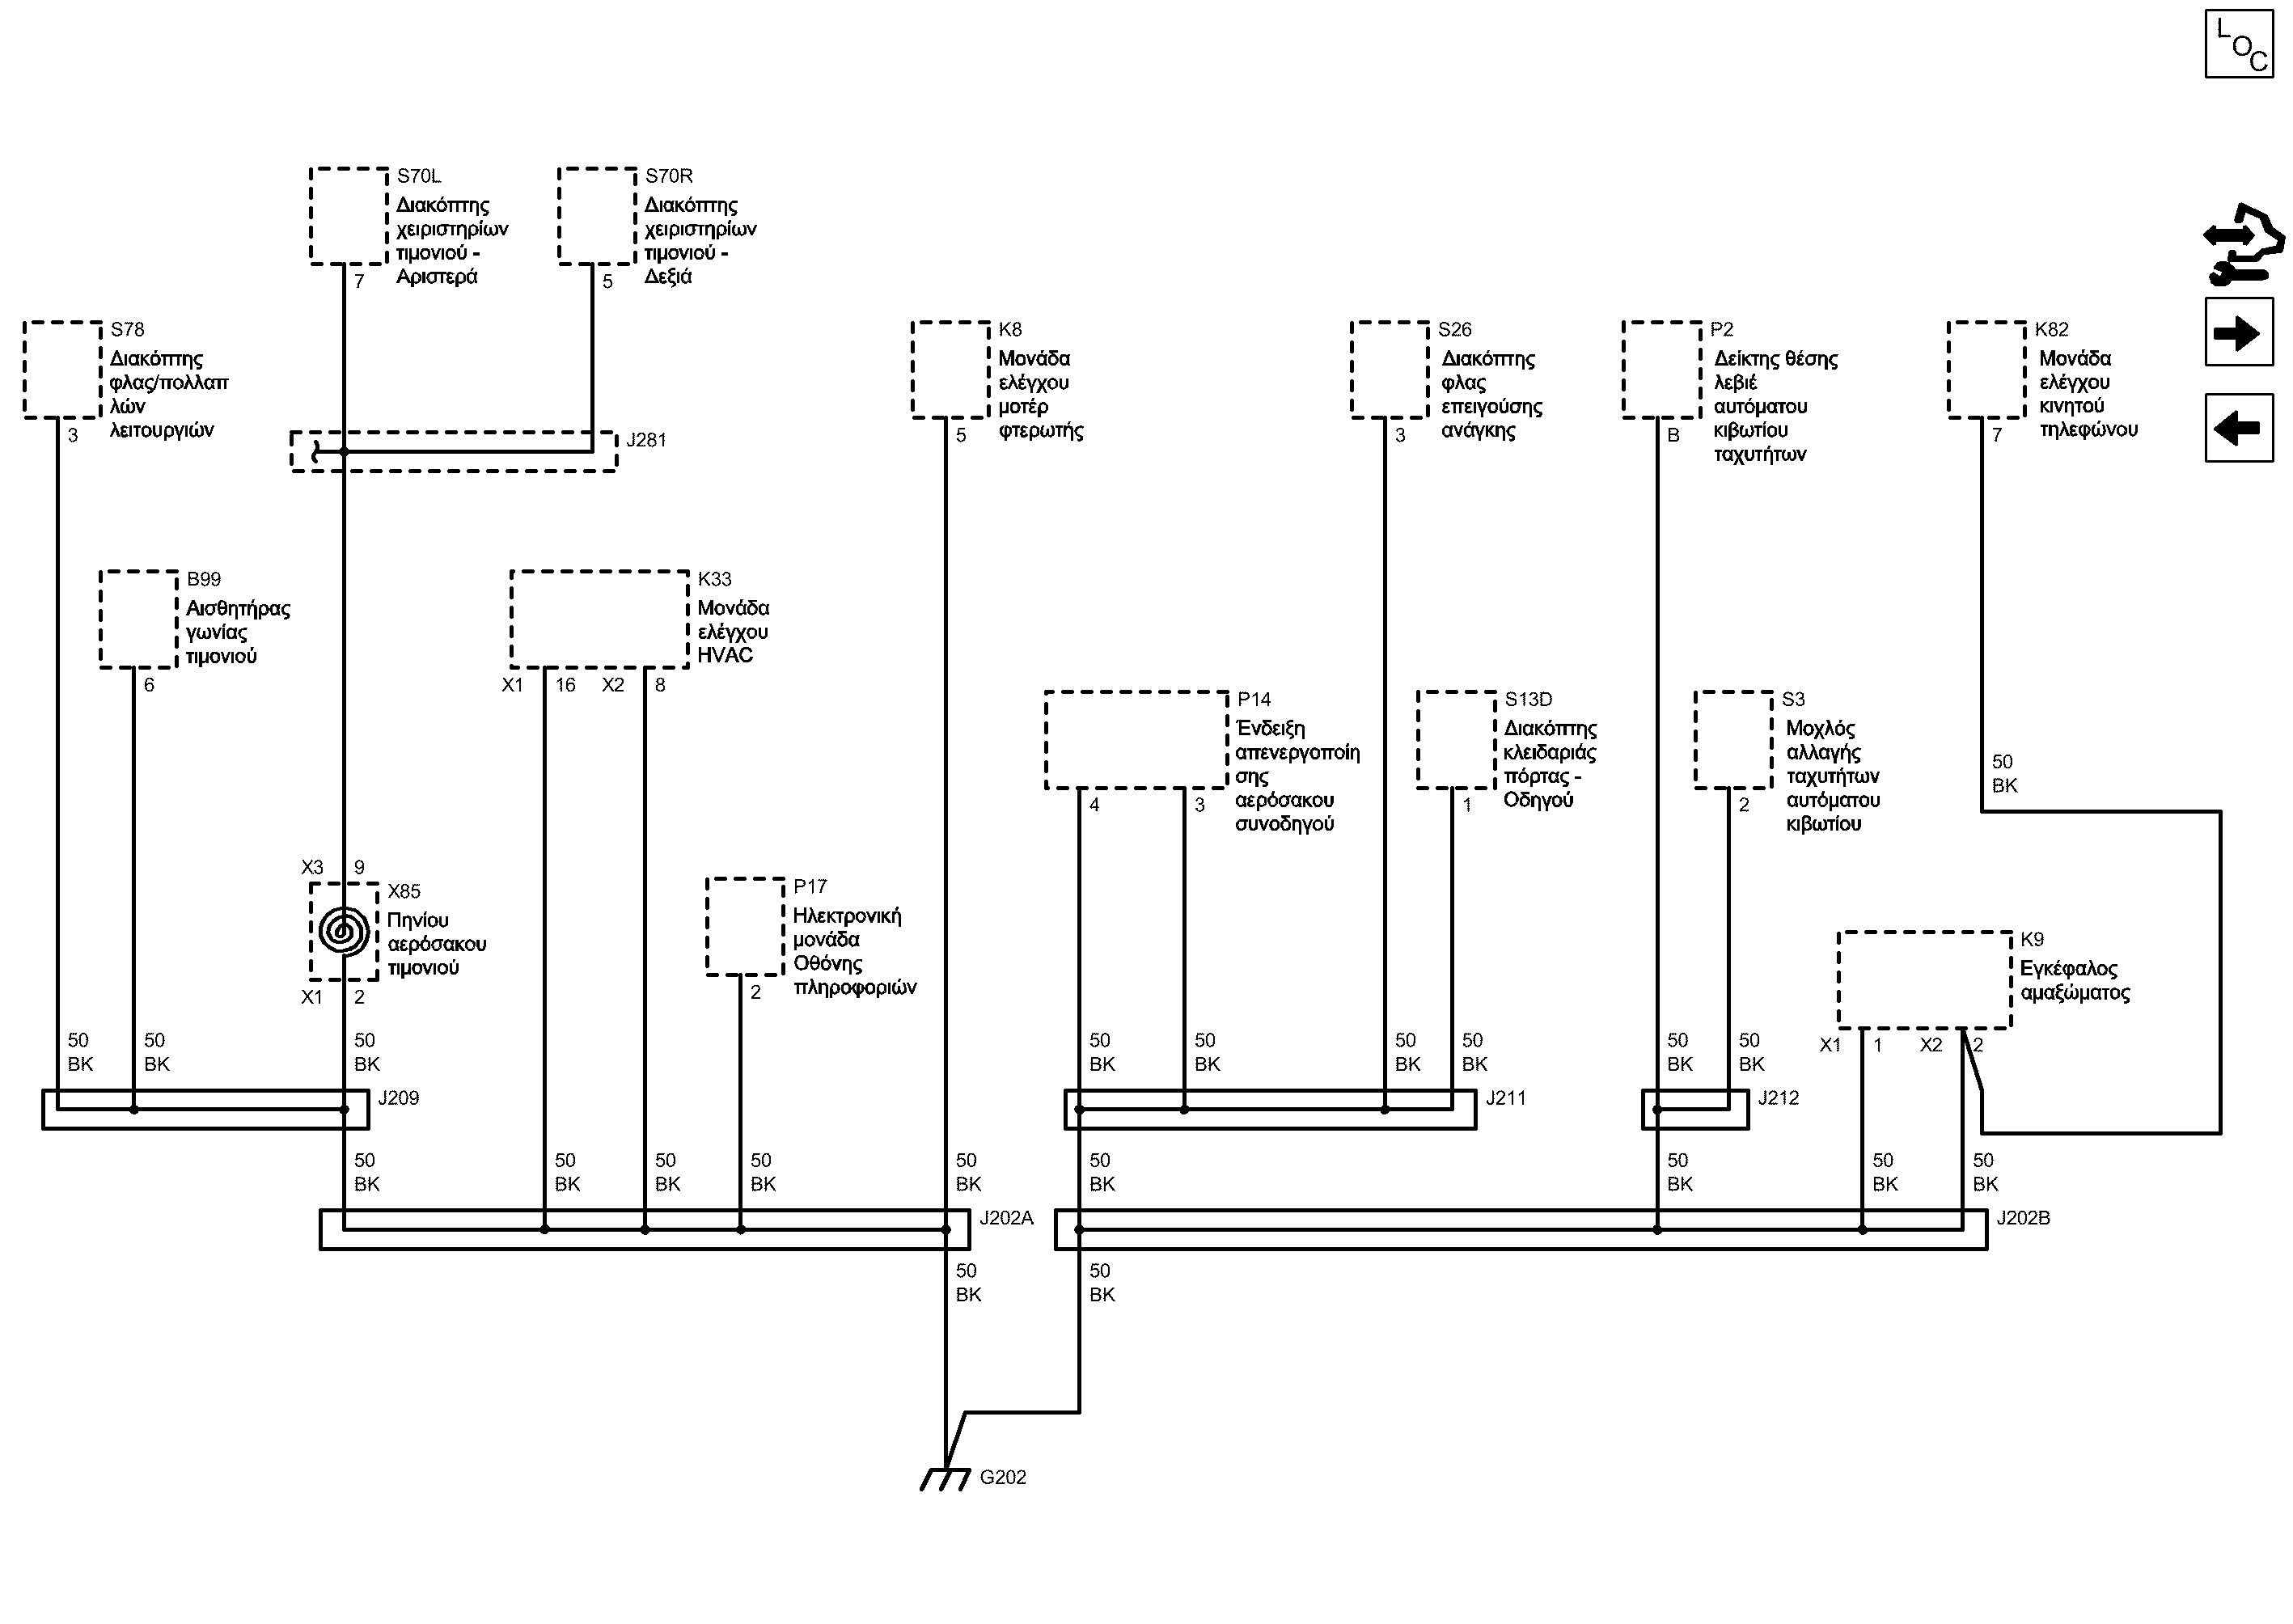 L
O
C
S70L
Διακόπτης
χειριστηρίων
τιμονιού -
Αριστερά
7
S70R
Διακόπτης
χειριστηρίων
τιμονιού -
Δεξιά
5
S78
Διακόπτης
φλας/πολλαπ
λών
λειτουργιών
3
J281
K8
Μονάδα
ελέγχου
μοτέρ
φτερωτής
5
S26
Διακόπτης
φλας
επειγούσης
ανάγκης
3
P2
Δείκτης θέσης
λεβιέ
αυτόματου
κιβωτίου
ταχυτήτων
B
K82
Μονάδα
ελέγχου
κινητού
τηλεφώνου
7
B99
Αισθητήρας
γωνίας
τιμονιού
6
K33
Μονάδα
ελέγχου
HVAC
X1 16 X2 8
P14
Ένδειξη
απενεργοποίη
σης
αερόσακου
συνοδηγού
4 3
S13D
Διακόπτης
κλειδαριάς
πόρτας -
Οδηγού
1
S3
Μοχλός
αλλαγής
ταχυτήτων
αυτόματου
κιβωτίου
2
50
BK
X3 9
X85
Πηνίου
αερόσακου
τιμονιού
X1 2
P17
Ηλεκτρονική
μονάδα
Οθόνης
πληροφοριών
2
K9
Εγκέφαλος
αμαξώματος
X1 1 X2 2
50 50 50 50 50 50 50 50 50
BK BK BK BK BK BK BK BK BK
J209
J211
J212
50 50 50 50 50 50 50 50 50
BK BK BK BK BK BK BK BK BK
J202A
J202B
50 50
BK BK
G202